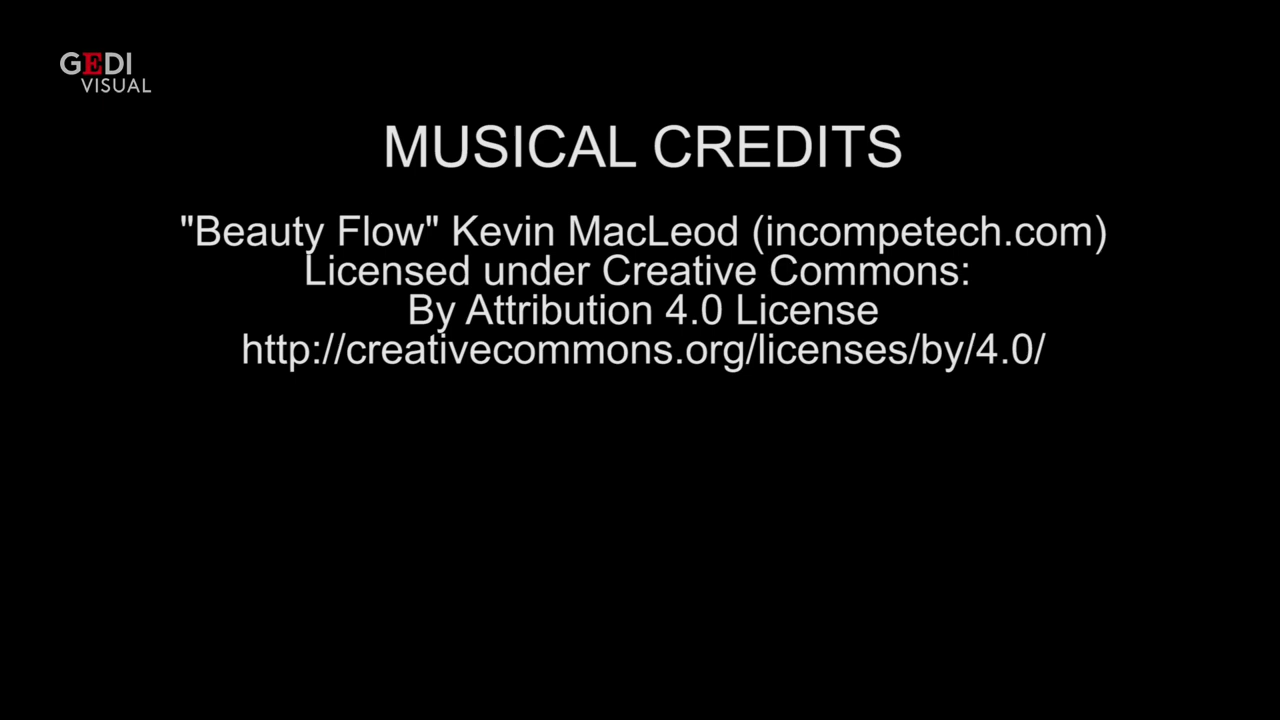 GEDI
VISUAL
MUSICAL CREDITS
"Beauty Flow" Kevin MacLeod (incompetech.com)
Licensed under Creative Commons:
By Attribution 4.0 License
http://creativecommons.org/licenses/by/4.0/